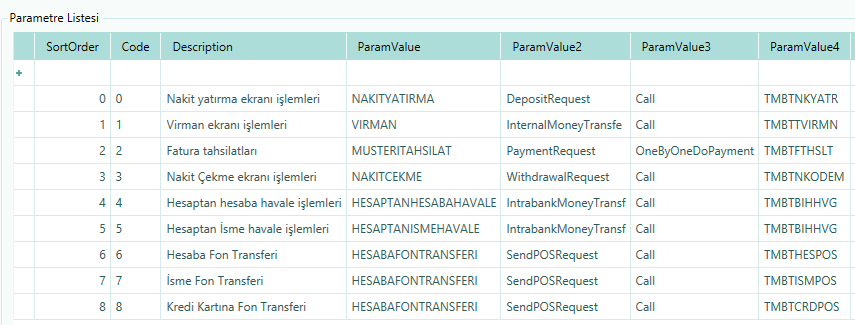 Parametre Listesi
SortOrder Code Description ParamValue ParamValue2 ParamValue3 ParamValue4
+
0 0 Nakit yatırma ekranı işlemleri NAKITYATIRMA DepositRequest Call TMBTNKYATR
1 1 Virman ekranı işlemleri VIRMAN InternalMoneyTransfe Call TMBTTVIRMN
2 2 Fatura tahsilatları MUSTERITAHSILAT PaymentRequest OneByOneDoPayment TMBTFTHSLT
3 3 Nakit Çekme ekranı işlemleri NAKITCEKME WithdrawalRequest Call TMBTNKODEM
4 4 Hesaptan hesaba havale işlemleri HESAPTANHESABAHAVALE IntrabankMoneyTransf Call TMBTBIHHVG
5 5 Hesaptan İsme havale işlemleri HESAPTANISMEHAVALE IntrabankMoneyTransf Call TMBTBIHHVG
6 6 Hesaba Fon Transferi HESABAFONTRANSFERI SendPOSRequest Call TMBTHESPOS
7 7 İsme Fon Transferi HESABAFONTRANSFERI SendPOSRequest Call TMBTISMPOS
8 8 Kredi Kartına Fon Transferi HESABAFONTRANSFERI SendPOSRequest Call TMBTCRDPOS